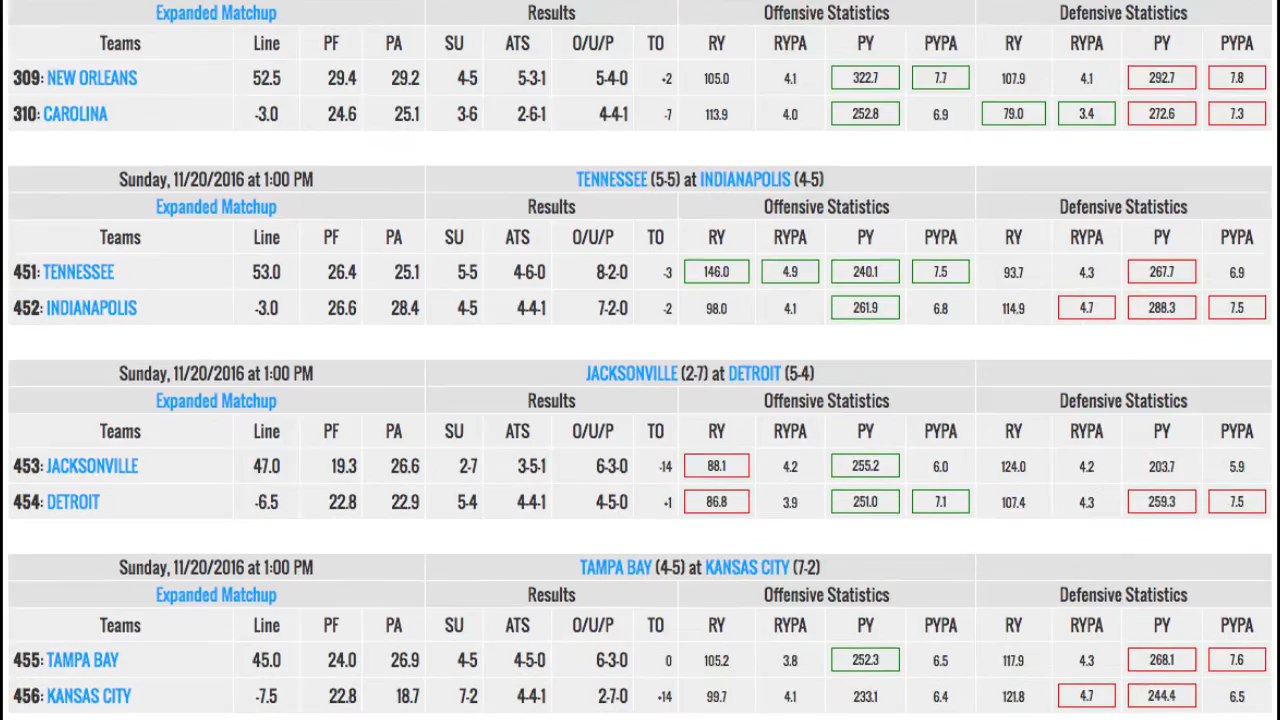 Expanded Matchup Results Offensive Statistics Defensive Statistics
Teams Line PF PA SU ATS O/U/P TO RY RYPA PY PYPA RY RYPA PY PYPA
309: NEW ORLEANS 52.5 29.4 29.2 4-5 5-3-1 5-4-0 +2 105.0 4.1 322.7 7.7 107.9 4.1 292.7 7.8
310: CAROLINA -3.0 24.6 25.1 3-6 2-6-1 4-4-1 -7 113.9 4.0 252.8 6.9 79.0 3.4 272.6 7.3
Sunday, 11/20/2016 at 1:00 PM TENNESSEE (5-5) at INDIANAPOLIS (4-5)
Expanded Matchup Results Offensive Statistics Defensive Statistics
Teams Line PF PA SU ATS O/U/P TO RY RYPA PY PYPA RY RYPA PY PYPA
451: TENNESSEE 53.0 26.4 25.1 5-5 4-6-0 8-2-0 -3 146.0 4.9 240.1 7.5 93.7 4.3 267.7 6.9
452: INDIANAPOLIS -3.0 26.6 28.4 4-5 4-4-1 7-2-0 -2 98.0 4.1 261.9 6.8 114.9 4.7 288.3 7.5
Sunday, 11/20/2016 at 1:00 PM JACKSONVILLE (2-7) at DETROIT (5-4)
Expanded Matchup Results Offensive Statistics Defensive Statistics
Teams Line PF PA SU ATS O/U/P TO RY RYPA PY PYPA RY RYPA PY PYPA
453: JACKSONVILLE 47.0 19.3 26.6 2-7 3-5-1 6-3-0 -14 88.1 4.2 255.2 6.0 124.0 4.2 203.7 5.9
454: DETROIT -6.5 22.8 22.9 5-4 4-4-1 4-5-0 +1 86.8 3.9 251.0 7.1 107.4 4.3 259.3 7.5
Sunday, 11/20/2016 at 1:00 PM TAMPA BAY (4-5) at KANSAS CITY (7-2)
Expanded Matchup Results Offensive Statistics Defensive Statistics
Teams Line PF PA SU ATS O/U/P TO RY RYPA PY PYPA RY RYPA PY PYPA
455: TAMPA BAY 45.0 24.0 26.9 4-5 4-5-0 6-3-0 0 105.2 3.8 252.3 6.5 117.9 4.3 268.1 7.6
456: KANSAS CITY -7.5 22.8 18.7 7-2 4-4-1 2-7-0 +14 99.7 4.1 233.1 6.4 121.8 4.7 244.4 6.5